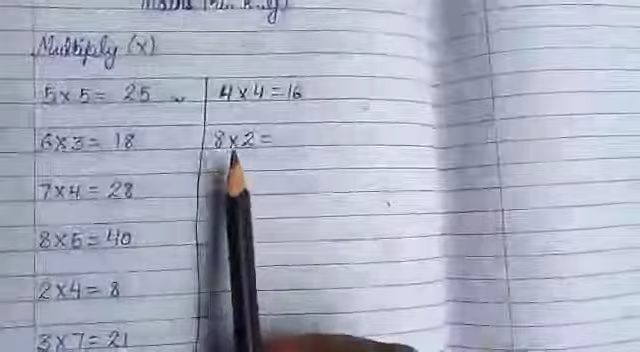 Multiply (x)
5x5= 25
6x3= 18
7x4= 28
8x5= 40
2x4= 8
3x7= 21
4x4=16
8x2=